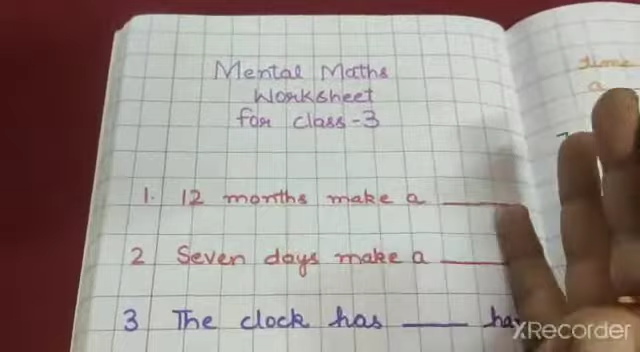 Mental Maths
Worksheet
for class-3
1. 12 months make a
2 Seven days make a
3 The clock has
time
a
XRecorder